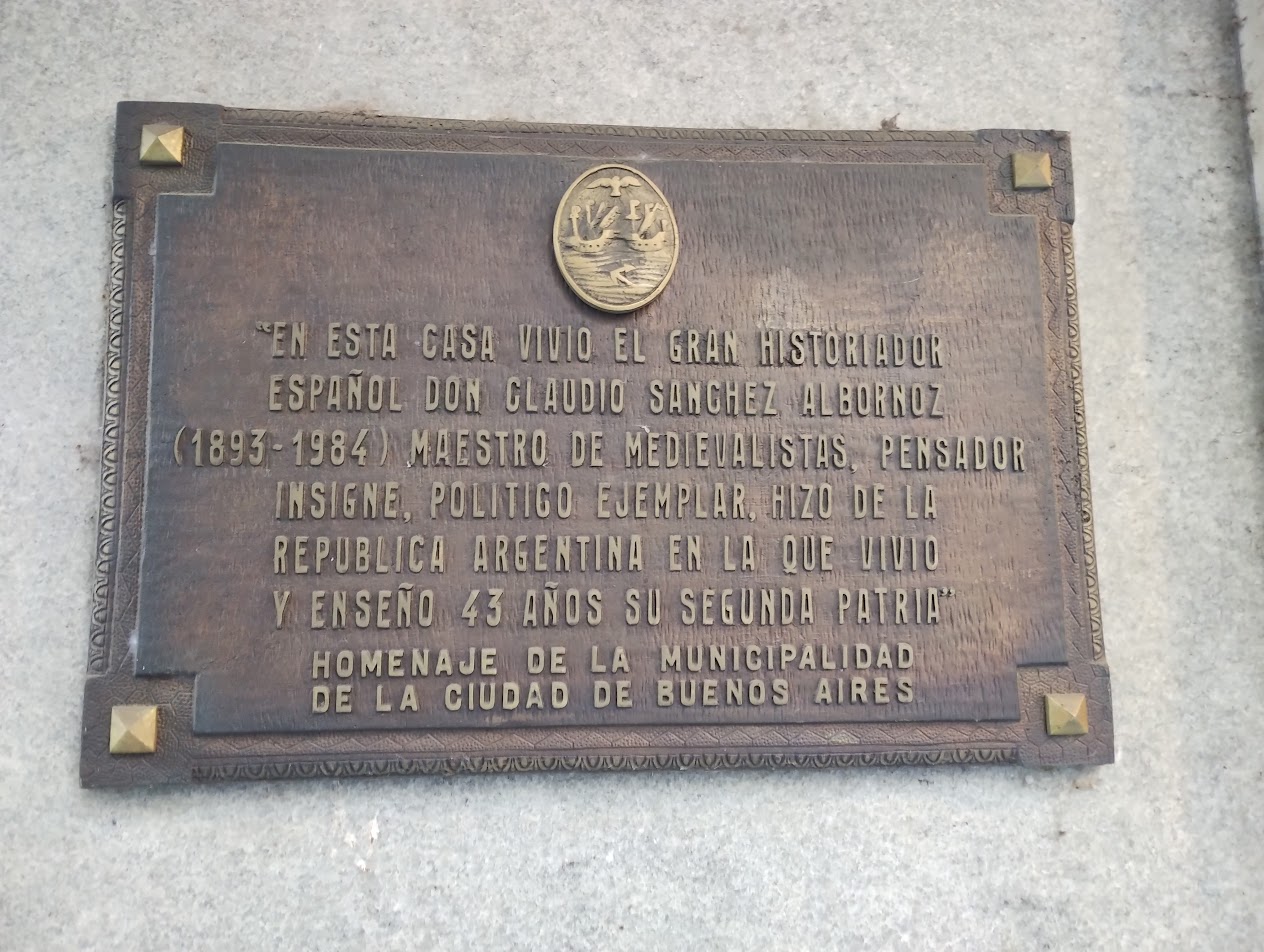 "EN ESTA CASA VIVIO EL GRAN HISTORIADOR
ESPAÑOL DON CLAUDIO SANCHEZ ALBORNOZ
(1893-1984) MAESTRO DE MEDIEVALISTAS, PENSADOR
INSIGNE, POLITIGO EJEMPLAR, HIZO DE LA
REPUBLICA ARGENTINA EN LA QUE VIVIO
Y ENSEÑO 43 AÑOS SU SEGUNDA PATRIA"
HOMENAJE DE LA MUNICIPALIDAD
DE LA CIUDAD DE BUENOS AIRES